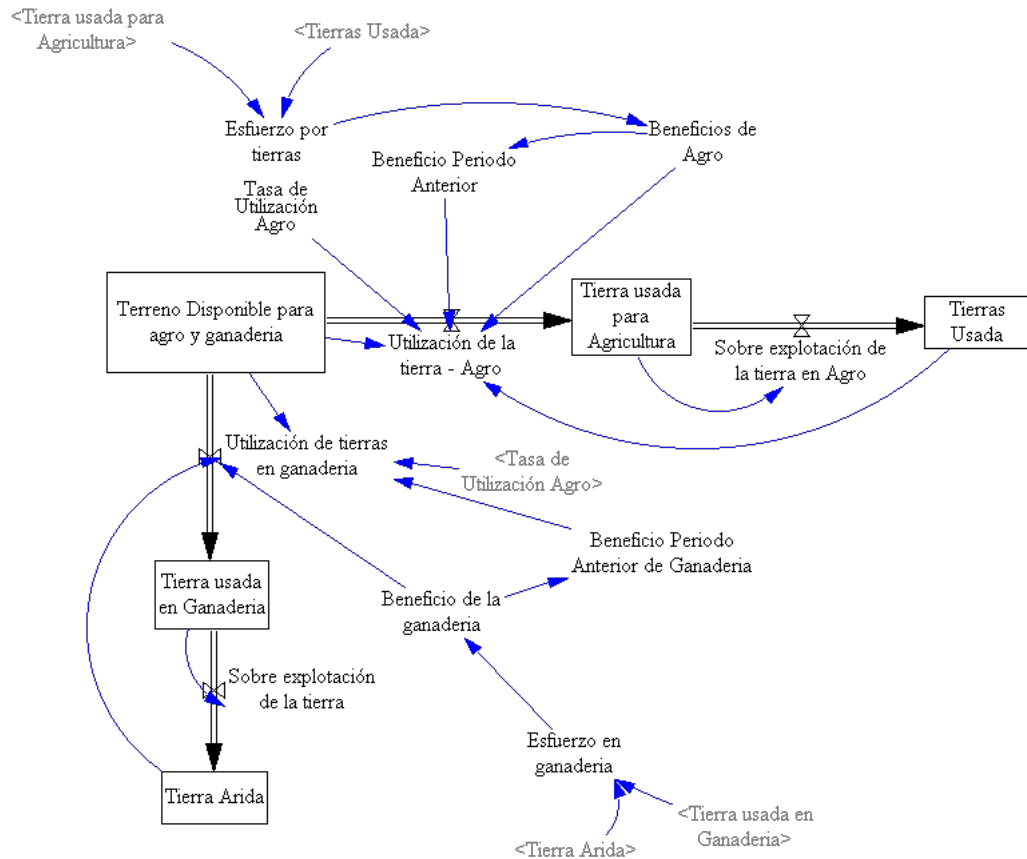 <Tierra usada para
Agricultura>
<Tierras Usada>
Esfuerzo por
tierras
Beneficios de
Agro
Beneficio Periodo
Anterior
Tasa de
Utilización
Agro
Terreno Disponible para
agro y ganaderia
Utilización de la
tierra - Agro
Tierra usada
para
Agricultura
Sobre explotación de
la tierra en Agro
Tierras
Usada
Utilización de tierras
en ganaderia
<Tasa de
Utilización Agro>
Beneficio Periodo
Anterior de Ganaderia
Tierra usada
en Ganaderia
Beneficio de la
ganaderia
Sobre explotación
de la tierra
Esfuerzo en
ganaderia
Tierra Arida
<Tierra usada en
Ganaderia>
<Tierra Arida>